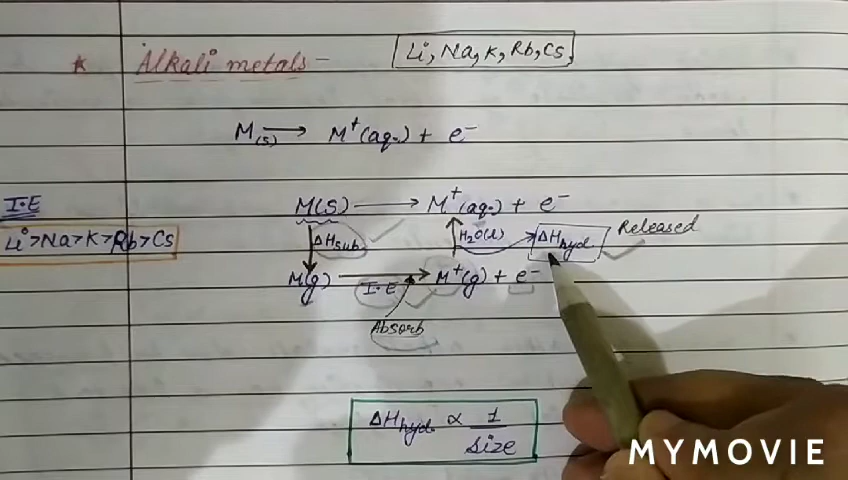 * Alkali metals -
Li, Na, K, Rb, Cs,
M(s) → M⁺(aq.) + e⁻
I.E
Li > Na > K > Rb > Cs
M(S) → M⁺(aq.) + e⁻
ΔHsub
H₂O(l) → ΔHhyd
Released
M(g) → M⁺(g) + e⁻
I.E
Absorb
ΔHhyd. ∝ 1/Size
MYMOVIE